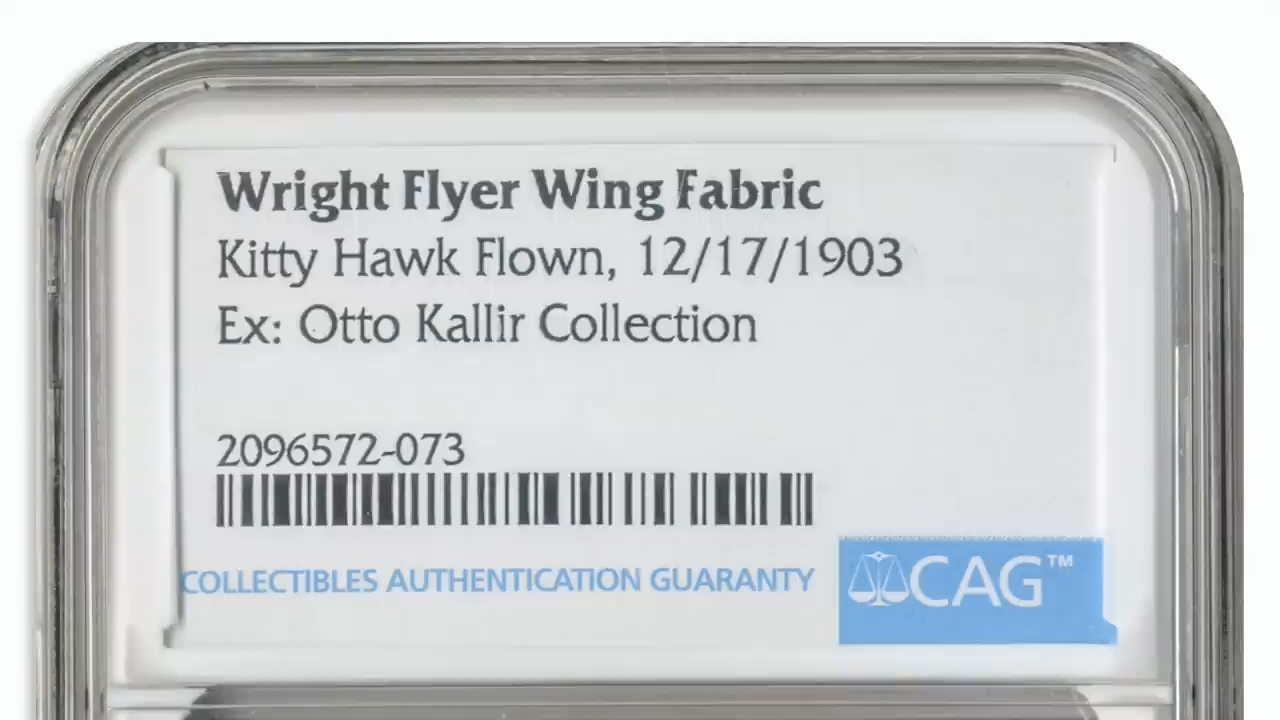 Wright Flyer Wing Fabric
Kitty Hawk Flown, 12/17/1903
Ex: Otto Kallir Collection
2096572-073
COLLECTIBLES AUTHENTICATION GUARANTY
CAG™